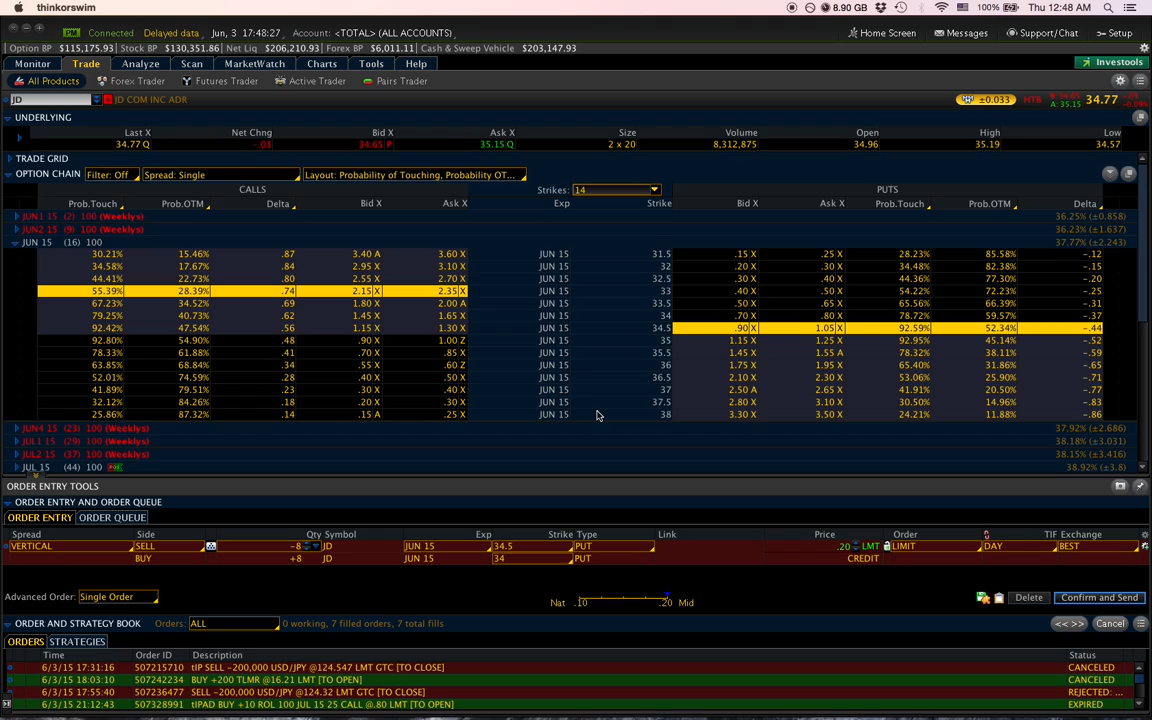 thinkorswim 8.90 GB 100% Thu 12:48 AM
Connected Delayed data Jun, 3 17:48:27 Account: <TOTAL> (ALL ACCOUNTS) Home Screen Messages Support/Chat Setup
Option BP $115,175.93 Stock BP $130,351.86 Net Liq $206,210.93 Forex BP $6,011.11 Cash & Sweep Vehicle $203,147.93
Monitor Trade Analyze Scan MarketWatch Charts Tools Help Investools
All Products Forex Trader Futures Trader Active Trader Pairs Trader
JD JD COM INC ADR ±0.033 HTB A: 35.15 34.77
UNDERLYING
Last X Net Chng Bid X Ask X Size Volume Open High Low
34.77 Q -.03 34.65 P 35.15 Q 2 x 20 8,312,875 34.96 35.19 34.57
TRADE GRID
OPTION CHAIN Filter: Off Spread: Single Layout: Probability of Touching, Probability OT...
CALLS Strikes: 14 PUTS
Prob.Touch Prob.OTM Delta Bid X Ask X Exp Strike Bid X Ask X Prob.Touch Prob.OTM Delta
JUN1 15 (2) 100 (Weeklys) 36.25% (±0.858)
JUN2 15 (9) 100 (Weeklys) 36.23% (±1.637)
JUN 15 (16) 100 37.77% (±2.243)
30.21% 15.46% .87 3.40 A 3.60 X JUN 15 31.5 .15 X .25 X 28.23% 85.58% -.12
34.58% 17.67% .84 2.95 X 3.10 X JUN 15 32 .20 X .30 X 34.48% 82.38% -.15
44.41% 22.73% .80 2.55 X 2.70 X JUN 15 32.5 .30 X .40 X 44.36% 77.30% -.20
55.39% 28.39% .74 2.15 X 2.35 X JUN 15 33 .40 X .50 X 54.22% 72.23% -.25
67.23% 34.52% .69 1.80 X 2.00 A JUN 15 33.5 .50 X .65 X 65.56% 66.39% -.31
79.25% 40.73% .62 1.45 X 1.65 X JUN 15 34 .70 X .80 X 78.72% 59.57% -.37
92.42% 47.54% .56 1.15 X 1.30 X JUN 15 34.5 .90 X 1.05 X 92.59% 52.34% -.44
92.80% 54.90% .48 .90 X 1.00 Z JUN 15 35 1.15 X 1.25 X 92.95% 45.14% -.52
78.33% 61.88% .41 .70 X .85 X JUN 15 35.5 1.45 X 1.55 A 78.32% 38.11% -.59
63.85% 68.84% .34 .55 X .60 Z JUN 15 36 1.75 X 1.95 X 65.40% 31.86% -.65
52.01% 74.59% .28 .40 X .50 X JUN 15 36.5 2.10 X 2.30 X 53.06% 25.90% -.71
41.89% 79.51% .23 .30 X .40 X JUN 15 37 2.50 A 2.65 X 41.91% 20.50% -.77
32.12% 84.26% .18 .20 X .30 X JUN 15 37.5 2.80 X 3.10 X 30.50% 14.96% -.83
25.86% 87.32% .14 .15 A .25 X JUN 15 38 3.30 X 3.50 X 24.21% 11.88% -.86
JUN4 15 (23) 100 (Weeklys) 37.92% (±2.686)
JUL1 15 (29) 100 (Weeklys) 38.18% (±3.031)
JUL2 15 (37) 100 (Weeklys) 38.15% (±3.416)
JUL 15 (44) 100 38.92% (±3.8)
ORDER ENTRY TOOLS
ORDER ENTRY AND ORDER QUEUE
ORDER ENTRY ORDER QUEUE
Spread Side Qty Symbol Exp Strike Type Link Price Order TIF Exchange
VERTICAL SELL -8 JD JUN 15 34.5 PUT .20 LMT LIMIT DAY BEST
BUY +8 JD JUN 15 34 PUT CREDIT
Advanced Order: Single Order Nat .10 .20 Mid Delete Confirm and Send
ORDER AND STRATEGY BOOK Orders: ALL 0 working, 7 filled orders, 7 total fills << >> Cancel
ORDERS STRATEGIES
Time Order ID Description Status
6/3/15 17:31:16 507215710 tIP SELL -200,000 USD/JPY @124.547 LMT GTC [TO CLOSE] CANCELED
6/3/15 18:03:10 507242234 BUY +200 TLMR @16.21 LMT [TO OPEN] CANCELED
6/3/15 17:55:40 507236477 SELL -200,000 USD/JPY @124.32 LMT GTC [TO CLOSE] REJECTED: ...
6/3/15 21:12:43 507328991 tIPAD BUY +10 ROL 100 JUL 15 25 CALL @.80 LMT [TO OPEN] EXPIRED